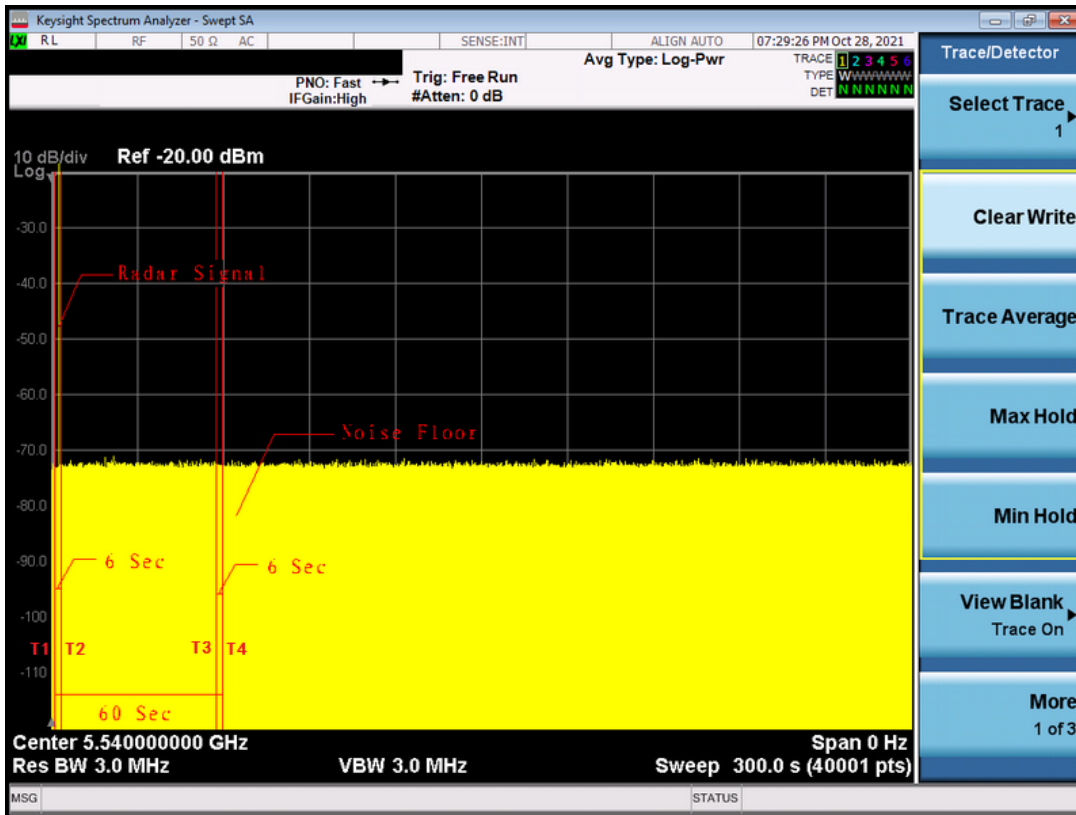 Keysight Spectrum Analyzer - Swept SA
LXI RL RF 50 Ω AC SENSE:INT ALIGN AUTO 07:29:26 PM Oct 28, 2021
Avg Type: Log-Pwr
TRACE 1 2 3 4 5 6
TYPE WWWWWW
DET N N N N N N
PNO: Fast
IFGain:High
Trig: Free Run
#Atten: 0 dB
10 dB/div
Log
Ref -20.00 dBm
-30.0
Radar Signal
-40.0
-50.0
-60.0
Noise Floor
-70.0
-80.0
-90.0
6 Sec
6 Sec
-100
T1 T2 T3 T4
-110
60 Sec
Center 5.540000000 GHz
Span 0 Hz
Res BW 3.0 MHz
VBW 3.0 MHz
Sweep 300.0 s (40001 pts)
MSG
STATUS
Trace/Detector
Select Trace
1
Clear Write
Trace Average
Max Hold
Min Hold
View Blank
Trace On
More
1 of 3